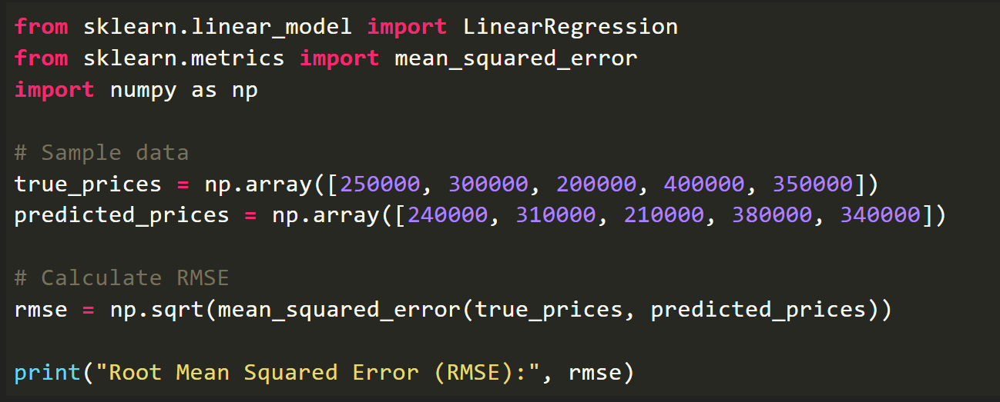 from sklearn.linear_model import LinearRegression
from sklearn.metrics import mean_squared_error
import numpy as np
# Sample data
true_prices = np.array([250000, 300000, 200000, 400000, 350000])
predicted_prices = np.array([240000, 310000, 210000, 380000, 340000])
# Calculate RMSE
rmse = np.sqrt(mean_squared_error(true_prices, predicted_prices))
print("Root Mean Squared Error (RMSE):", rmse)